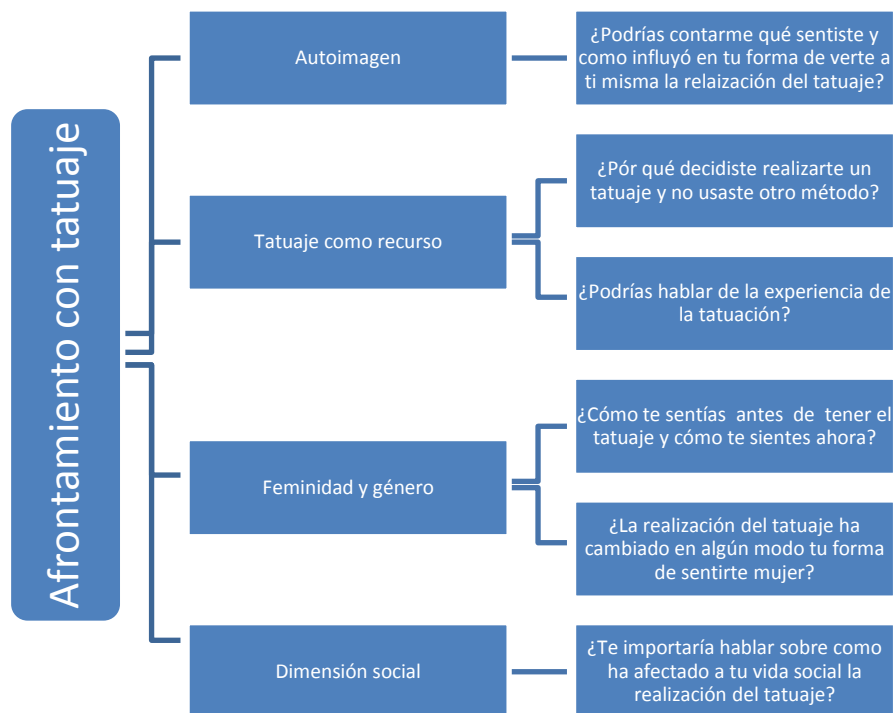 Afrontamiento con tatuaje
Autoimagen
¿Podrías contarme qué sentiste y
como influyó en tu forma de verte a
ti misma la relaización del tatuaje?
Tatuaje como recurso
¿Pór qué decidiste realizarte un
tatuaje y no usaste otro método?
¿Podrías hablar de la experiencia de
la tatuación?
Feminidad y género
¿Cómo te sentías antes de tener el
tatuaje y cómo te sientes ahora?
¿La realización del tatuaje ha
cambiado en algún modo tu forma
de sentirte mujer?
Dimensión social
¿Te importaría hablar sobre como
ha afectado a tu vida social la
realización del tatuaje?